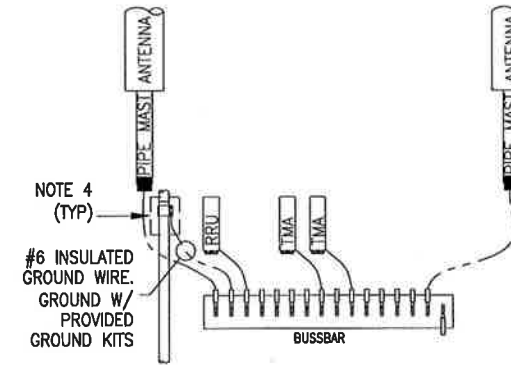 ANTENNA
PIPE MAST
ANTENNA
PIPE MAST
NOTE 4
(TYP)
RRU
TMA
TMA
#6 INSULATED
GROUND WIRE.
GROUND W/
PROVIDED
GROUND KITS
BUSSBAR